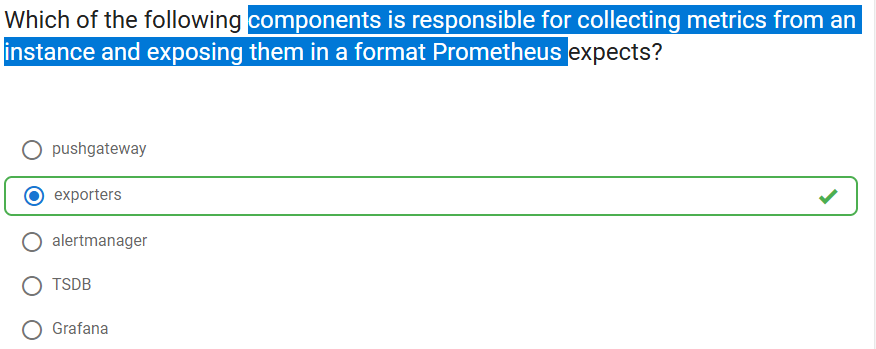 Which of the following components is responsible for collecting metrics from an
instance and exposing them in a format Prometheus expects?
pushgateway
exporters
alertmanager
TSDB
Grafana